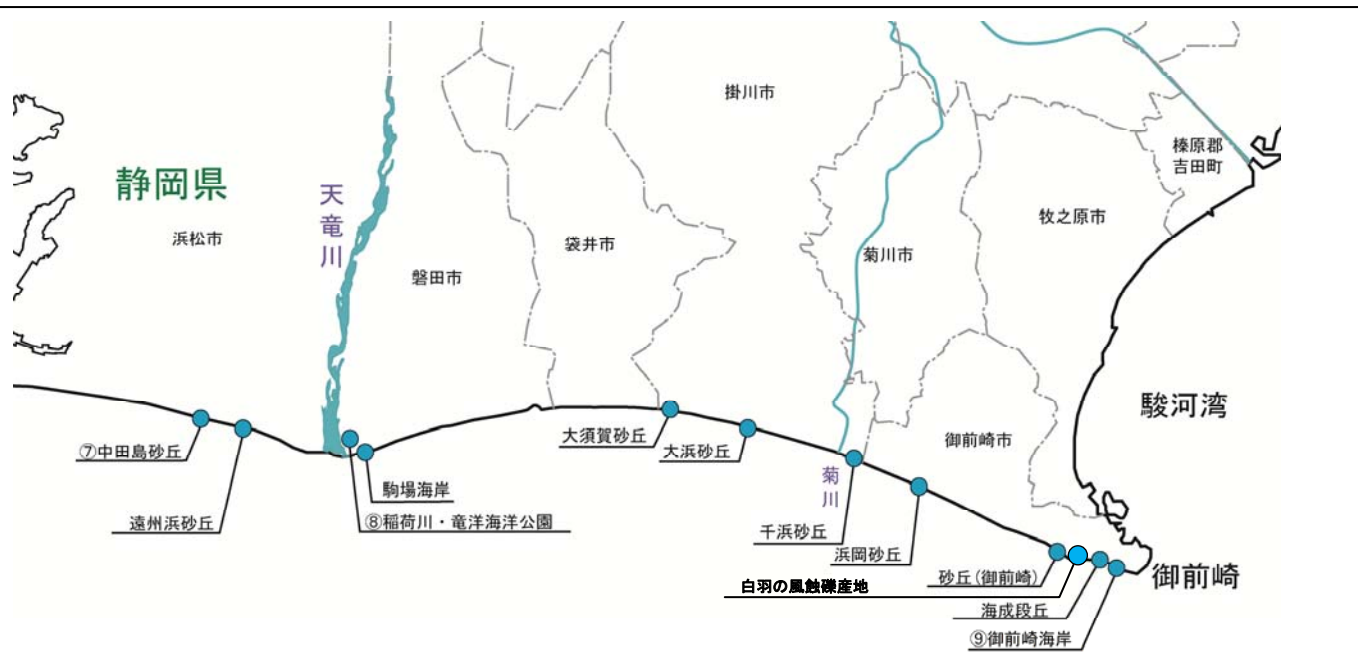 掛川市
榛原郡
吉田町
静岡県
天竜川
牧之原市
浜松市
袋井市
菊川市
磐田市
駿河湾
大須賀砂丘
御前崎市
⑦中田島砂丘
大浜砂丘
菊川
駒場海岸
遠州浜砂丘
⑧稲荷川・竜洋海洋公園
千浜砂丘
浜岡砂丘
砂丘(御前崎)
御前崎
白羽の風蝕礫産地
海成段丘
⑨御前崎海岸